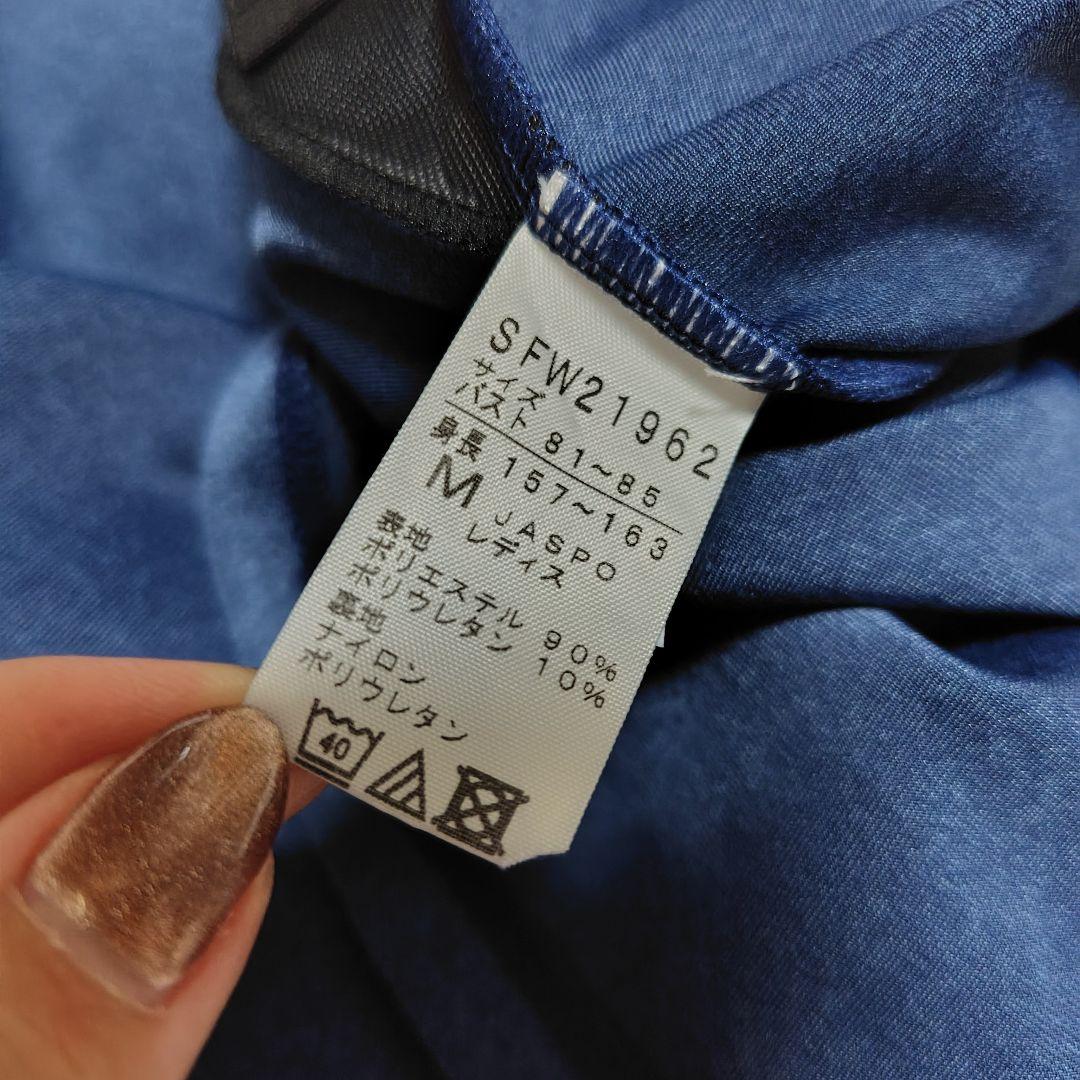 SFW21962
サイズ
バスト 81~85
身長 157~163
M JASPO
レディス
表地
ポリエステル 90%
ポリウレタン 10%
裏地
ナイロン
ポリウレタン
40